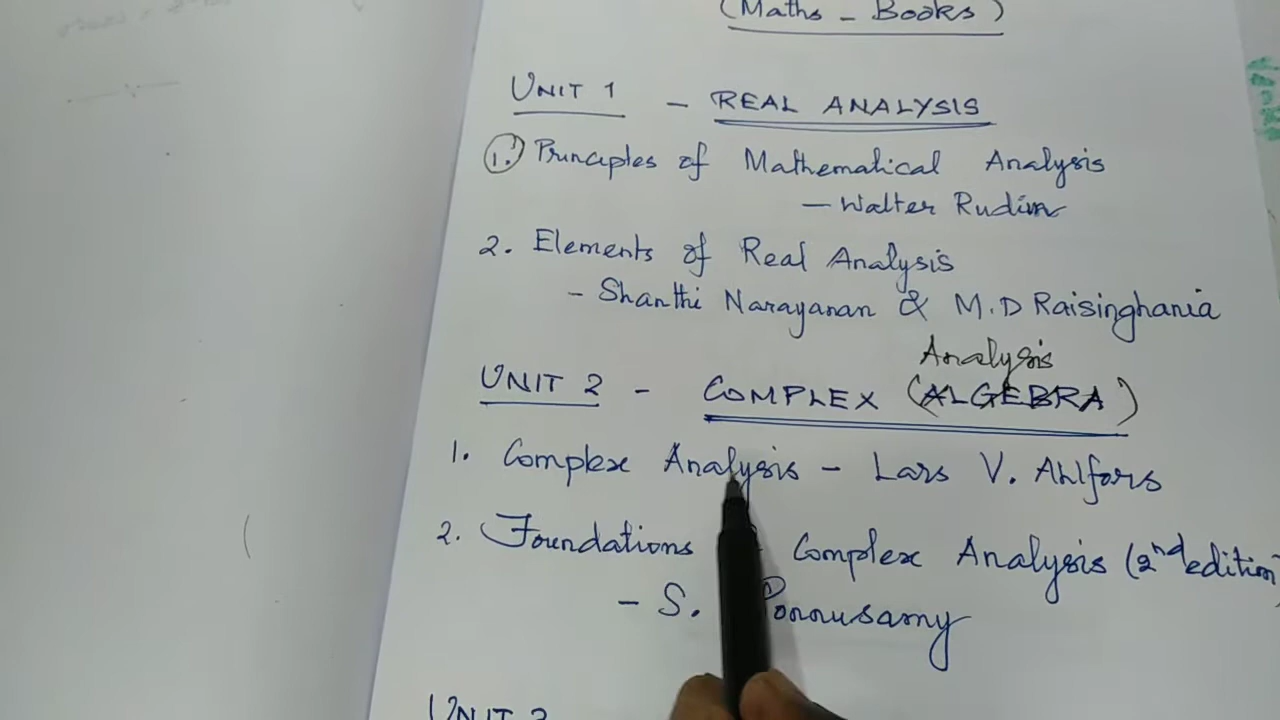 (Maths - Books)
UNIT 1 - REAL ANALYSIS
1. Principles of Mathematical Analysis
- Walter Rudin
2. Elements of Real Analysis
- Shanthi Narayanan & M.D Raisinghania
Analysis
UNIT 2 - COMPLEX (ALGEBRA)
1. Complex Analysis - Lars V. Ahlfors
2. Foundations Complex Analysis (2nd edition)
- S. Ponnusamy
UNIT 3